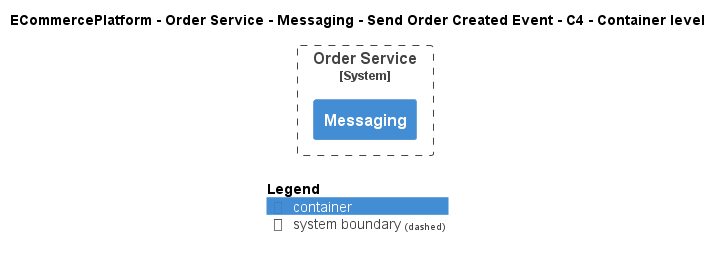 ECommercePlatform - Order Service - Messaging - Send Order Created Event - C4 - Container level
Order Service
[System]
Messaging
Legend
container
system boundary (dashed)